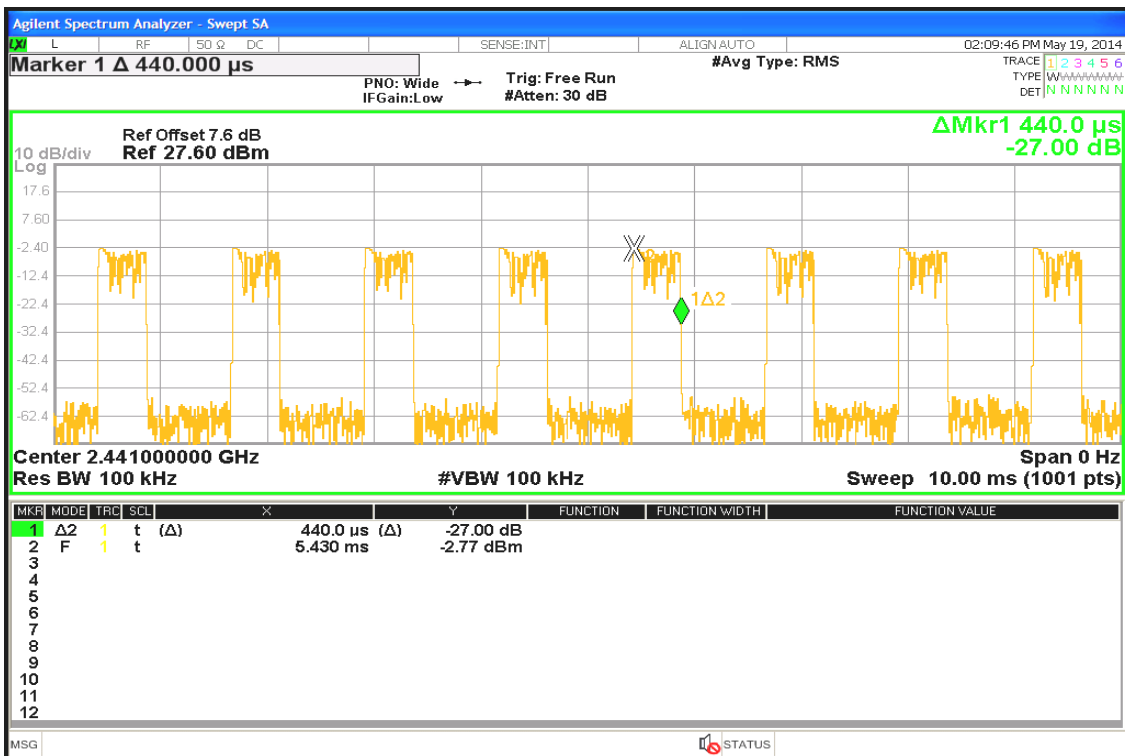 Agilent Spectrum Analyzer - Swept SA
LXI L RF 50 Ω DC SENSE:INT ALIGN AUTO 02:09:46 PM May 19, 2014
Marker 1 Δ 440.000 µs
PNO: Wide
IFGain:Low
Trig: Free Run
#Atten: 30 dB
#Avg Type: RMS
TRACE 1 2 3 4 5 6
TYPE WWWWWW
DET N N N N N N
ΔMkr1 440.0 µs
-27.00 dB
Ref Offset 7.6 dB
10 dB/div Ref 27.60 dBm
Log
17.6
7.60
-2.40
-12.4
-22.4
-32.4
-42.4
-52.4
-62.4
X2
1Δ2
Center 2.441000000 GHz Span 0 Hz
Res BW 100 kHz #VBW 100 kHz Sweep 10.00 ms (1001 pts)
MKR MODE TRC SCL X Y FUNCTION FUNCTION WIDTH FUNCTION VALUE
1 Δ2 1 t (Δ) 440.0 µs (Δ) -27.00 dB
2 F 1 t 5.430 ms -2.77 dBm
3
4
5
6
7
8
9
10
11
12
MSG STATUS